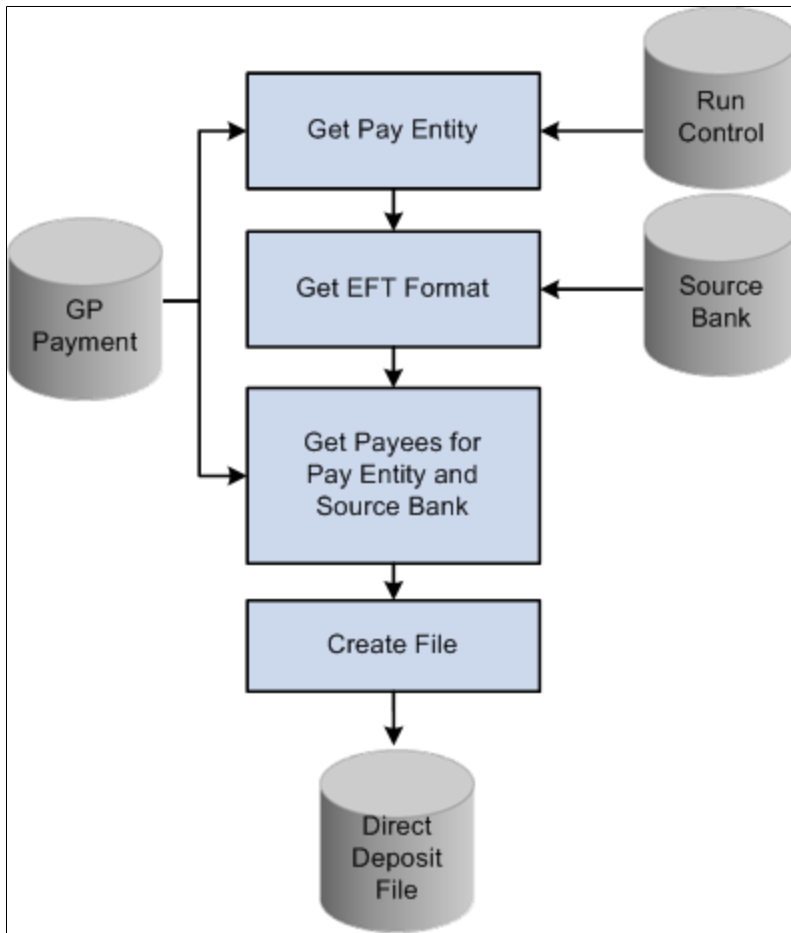 Get Pay Entity
Run
Control
Get EFT Format
Source
Bank
GP
Payment
Get Payees for
Pay Entity and
Source Bank
Create File
Direct
Deposit
File